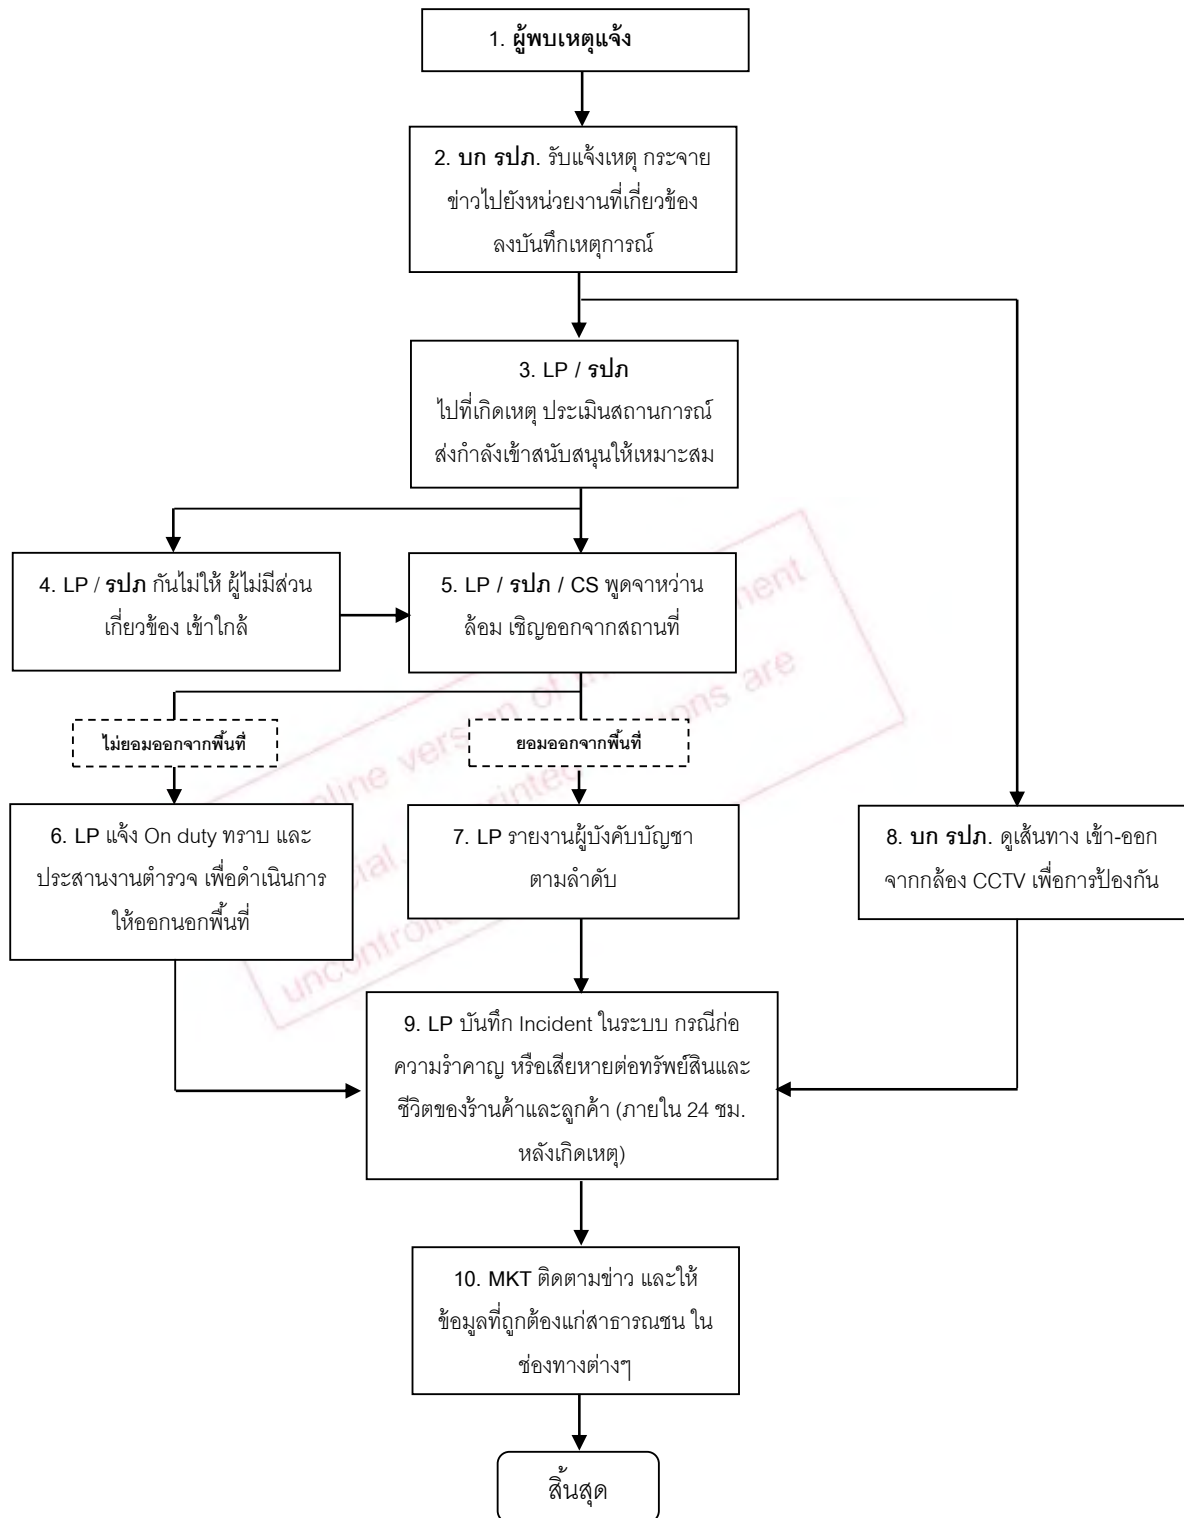 1. ผู้พบเหตุแจ้ง
2. บก รปภ. รับแจ้งเหตุ กระจาย
ข่าวไปยังหน่วยงานที่เกี่ยวข้อง
ลงบันทึกเหตุการณ์
3. LP / รปภ
ไปที่เกิดเหตุ ประเมินสถานการณ์
ส่งกำลังเข้าสนับสนุนให้เหมาะสม
4. LP / รปภ กันไม่ให้ ผู้ไม่มีส่วน
เกี่ยวข้อง เข้าใกล้
5. LP / รปภ / CS พูดจาหว่าน
ล้อม เชิญออกจากสถานที่
ไม่ยอมออกจากพื้นที่
ยอมออกจากพื้นที่
6. LP แจ้ง On duty ทราบ และ
ประสานงานตำรวจ เพื่อดำเนินการ
ให้ออกนอกพื้นที่
7. LP รายงานผู้บังคับบัญชา
ตามลำดับ
8. บก รปภ. ดูเส้นทาง เข้า-ออก
จากกล้อง CCTV เพื่อการป้องกัน
9. LP บันทึก Incident ในระบบ กรณีก่อ
ความรำคาญ หรือเสียหายต่อทรัพย์สินและ
ชีวิตของร้านค้าและลูกค้า (ภายใน 24 ชม.
หลังเกิดเหตุ)
10. MKT ติดตามข่าว และให้
ข้อมูลที่ถูกต้องแก่สาธารณชน ใน
ช่องทางต่างๆ
สิ้นสุด
version of
are